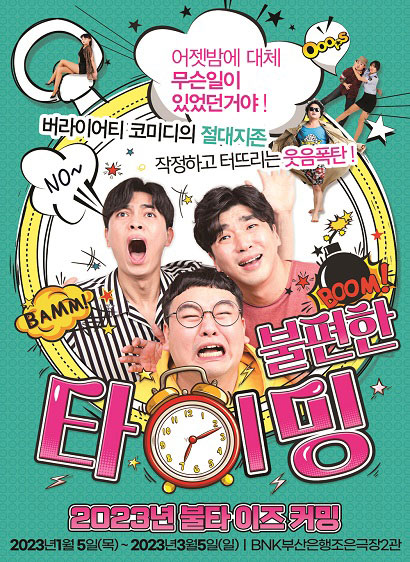 어젯밤에 대체
무슨일이
있었던거야!
OOOPS
버라이어티 코미디의 절대지존
작정하고 터뜨리는 웃음폭탄!
NO~
BAMM!
BOOM!
불편한
타이밍
2023년 불타 이즈 커밍
2023년1월 5일(목) ~ 2023년3월5일(일) | BNK부산은행조은극장2관